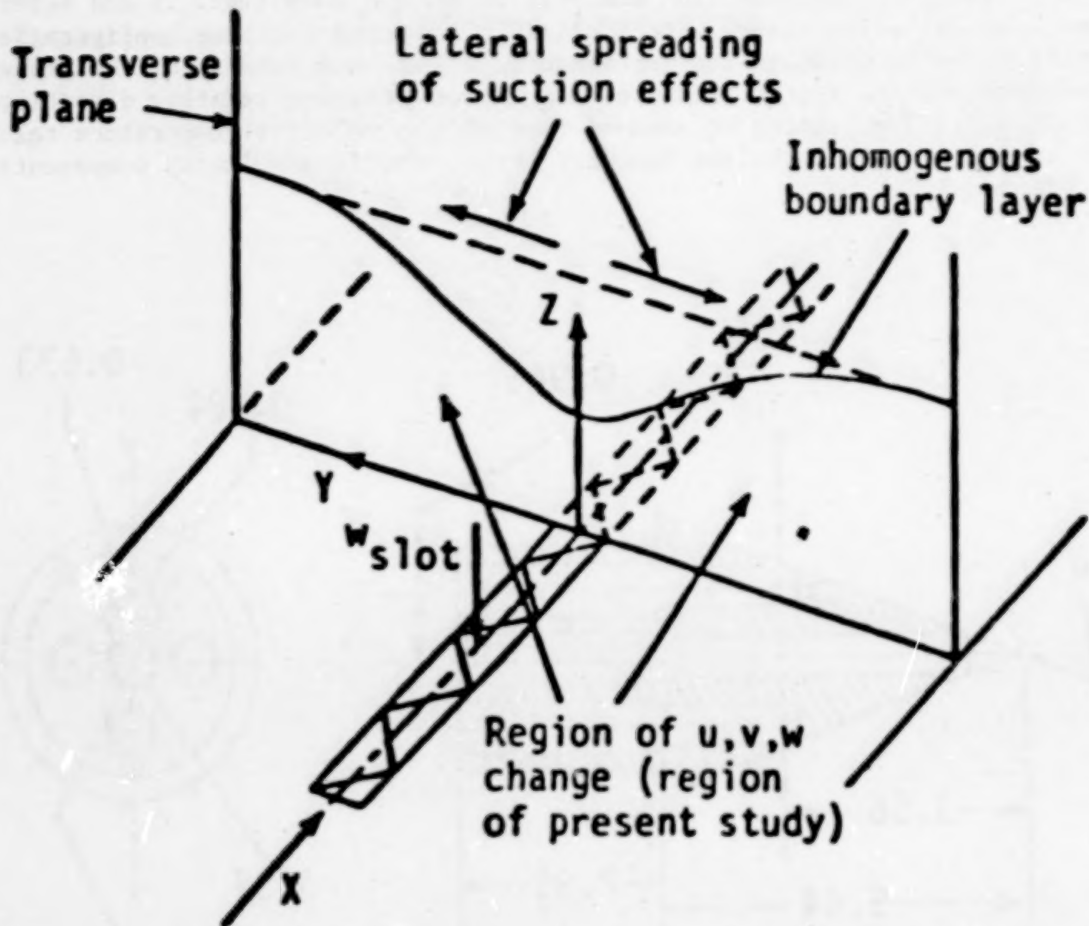 Transverse
plane
Lateral spreading
of suction effects
Inhomogenous
boundary layer
Z
Y
w slot
Region of u,v,w
change (region
of present study)
X